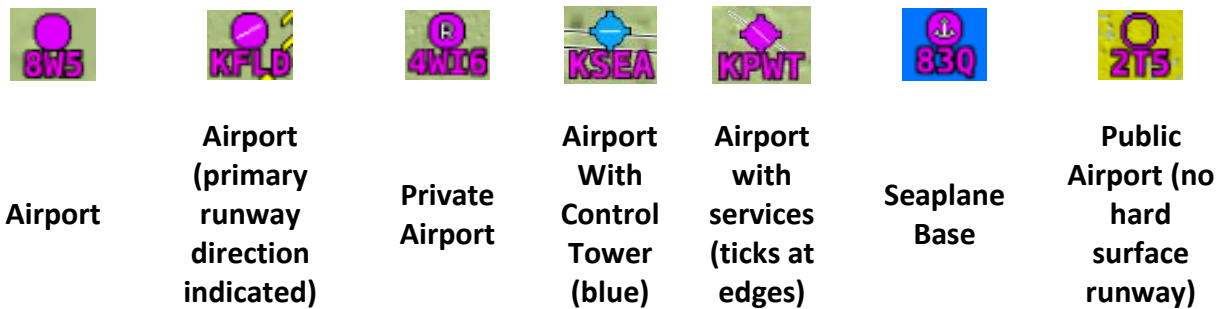 8W5
KFLD
R
4WI6
KSEA
KPWT
83Q
2T5
Airport
Airport
(primary
runway
direction
indicated)
Private
Airport
Airport
With
Control
Tower
(blue)
Airport
with
services
(ticks at
edges)
Seaplane
Base
Public
Airport (no
hard
surface
runway)